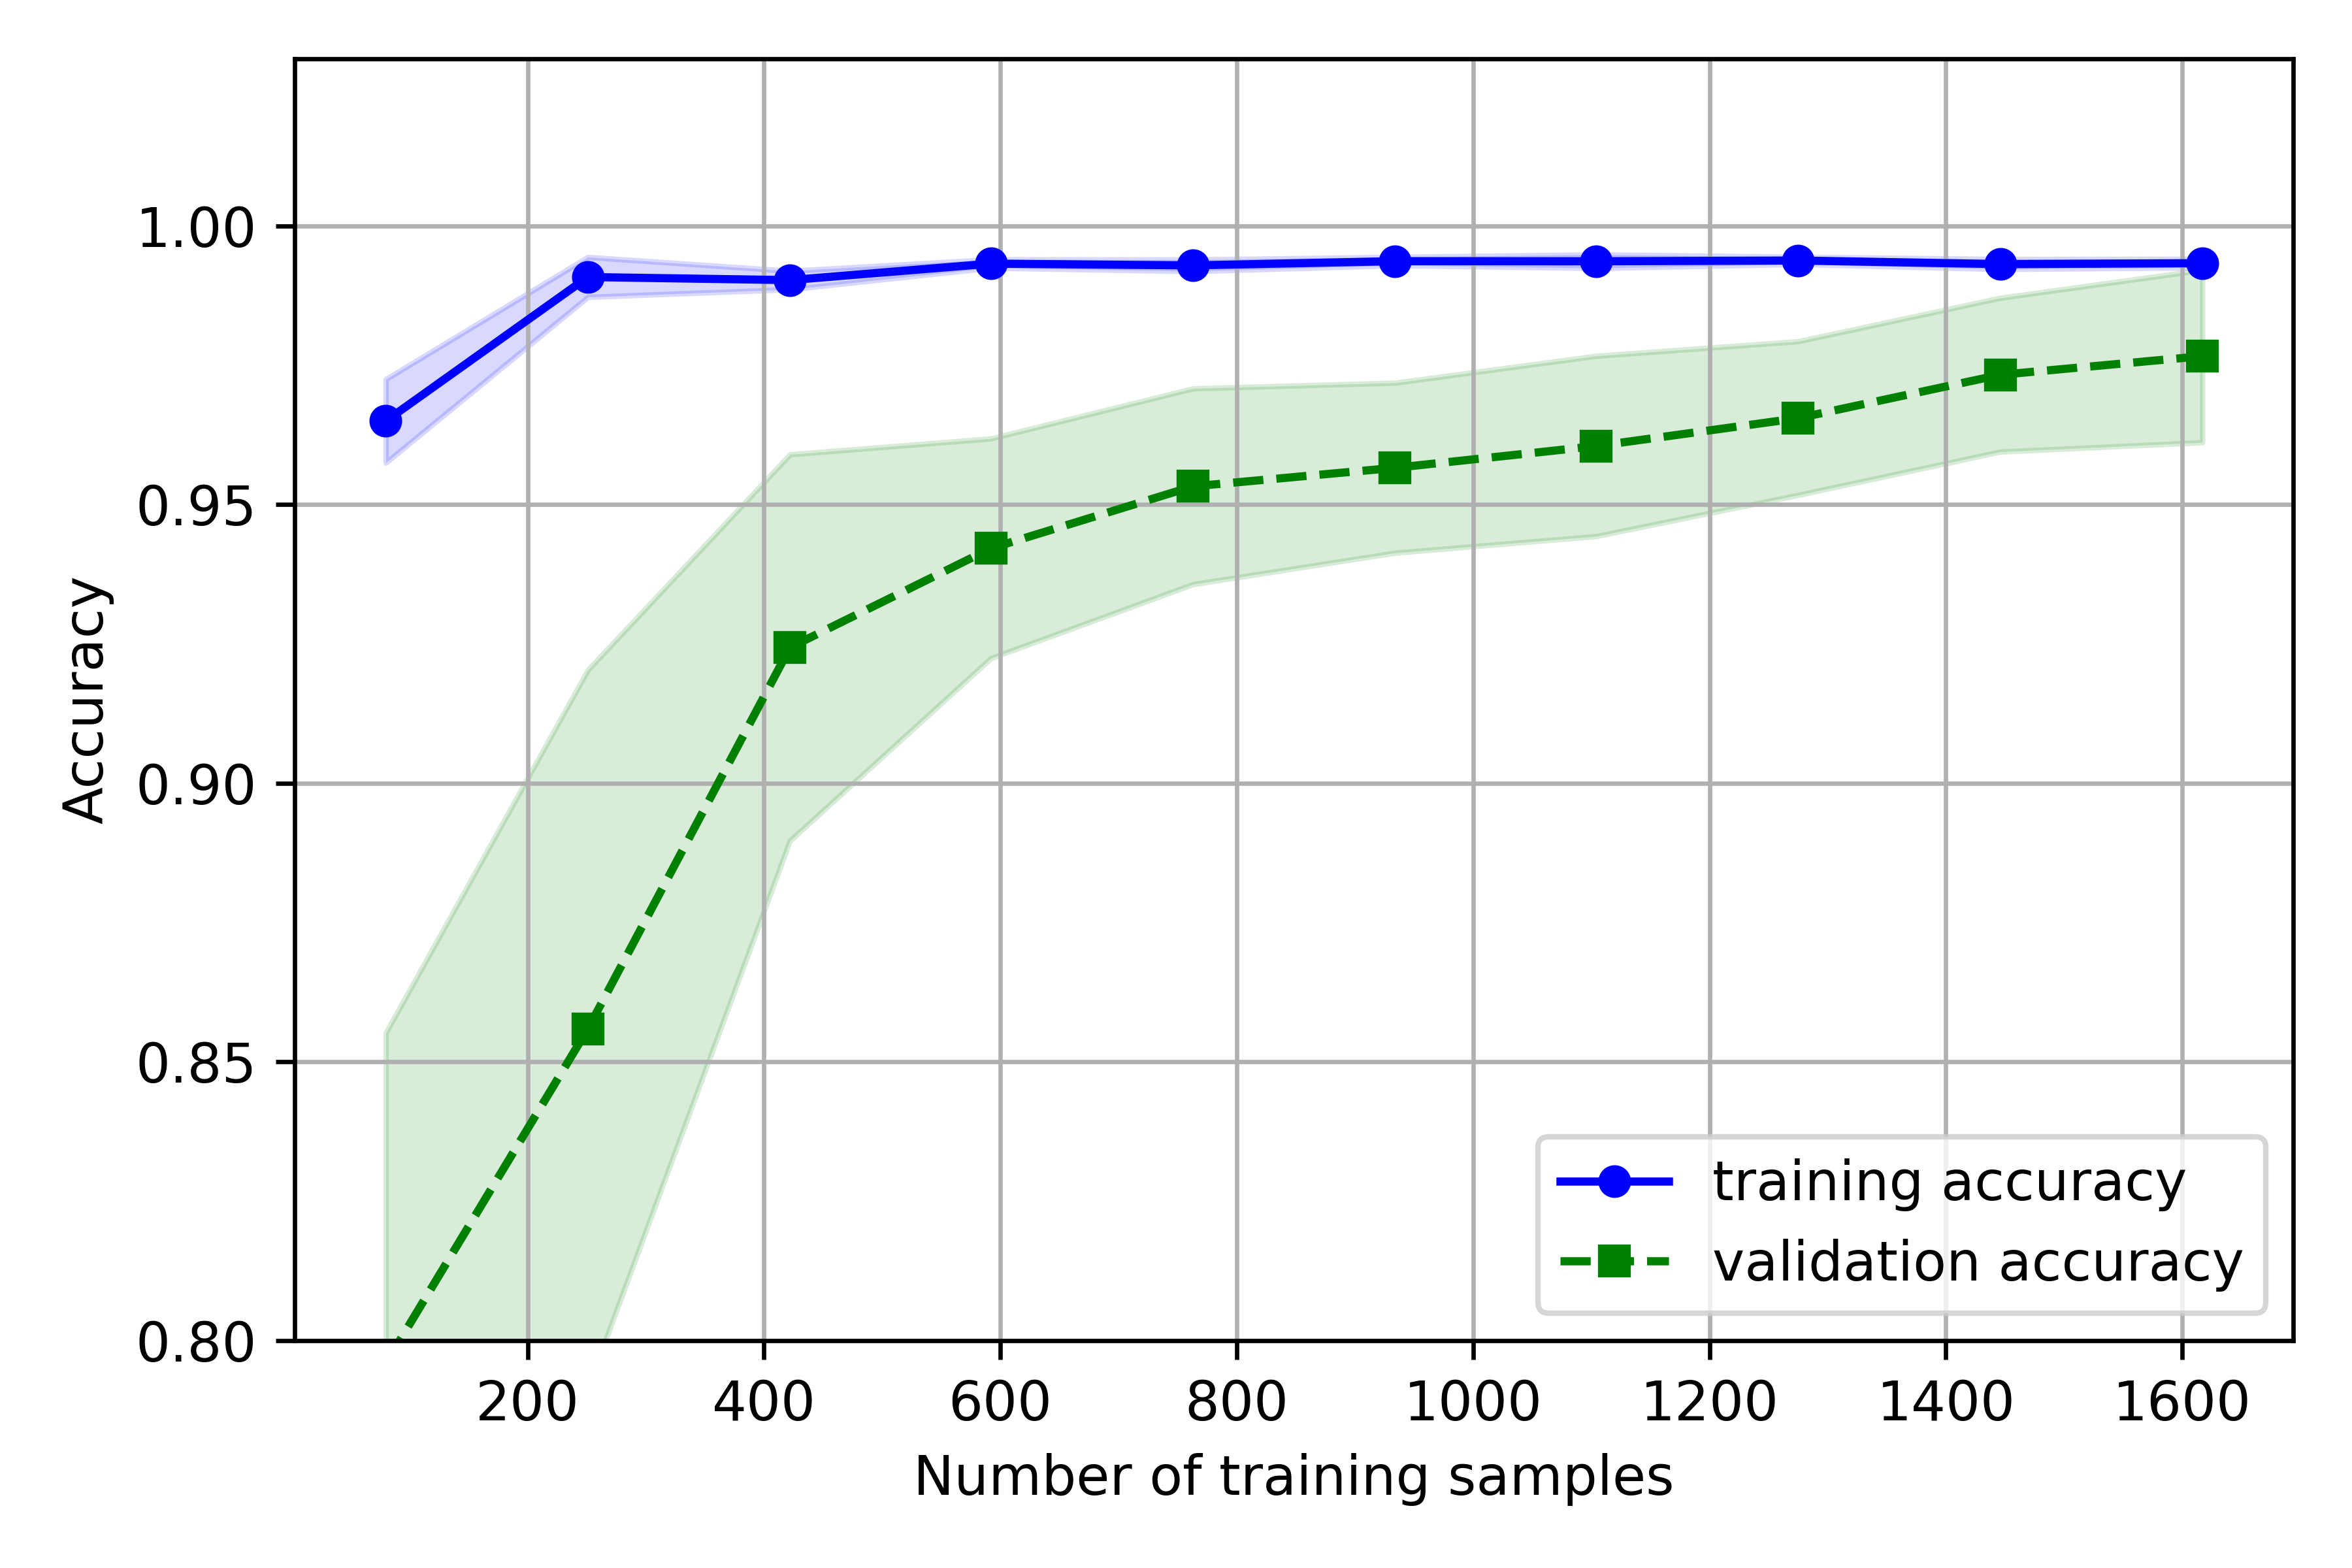 1.00
0.95
0.90
0.85
0.80
Accuracy
200 400 600 800 1000 1200 1400 1600
Number of training samples
training accuracy
validation accuracy